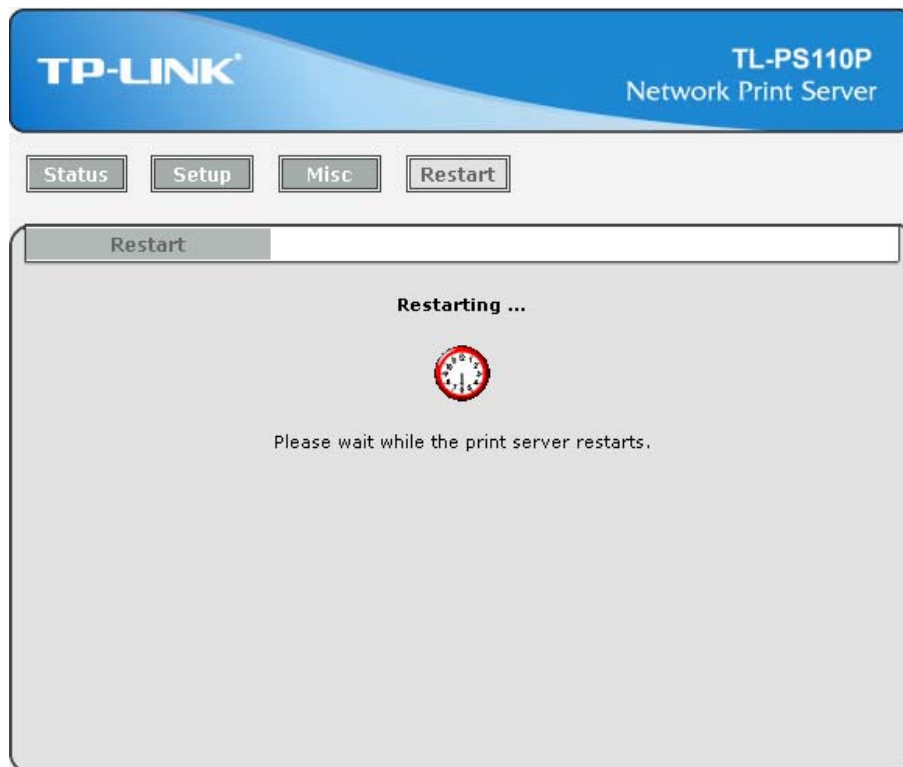 TP-LINK
TL-PS110P
Network Print Server
Status Setup Misc Restart
Restart
Restarting ...
Please wait while the print server restarts.